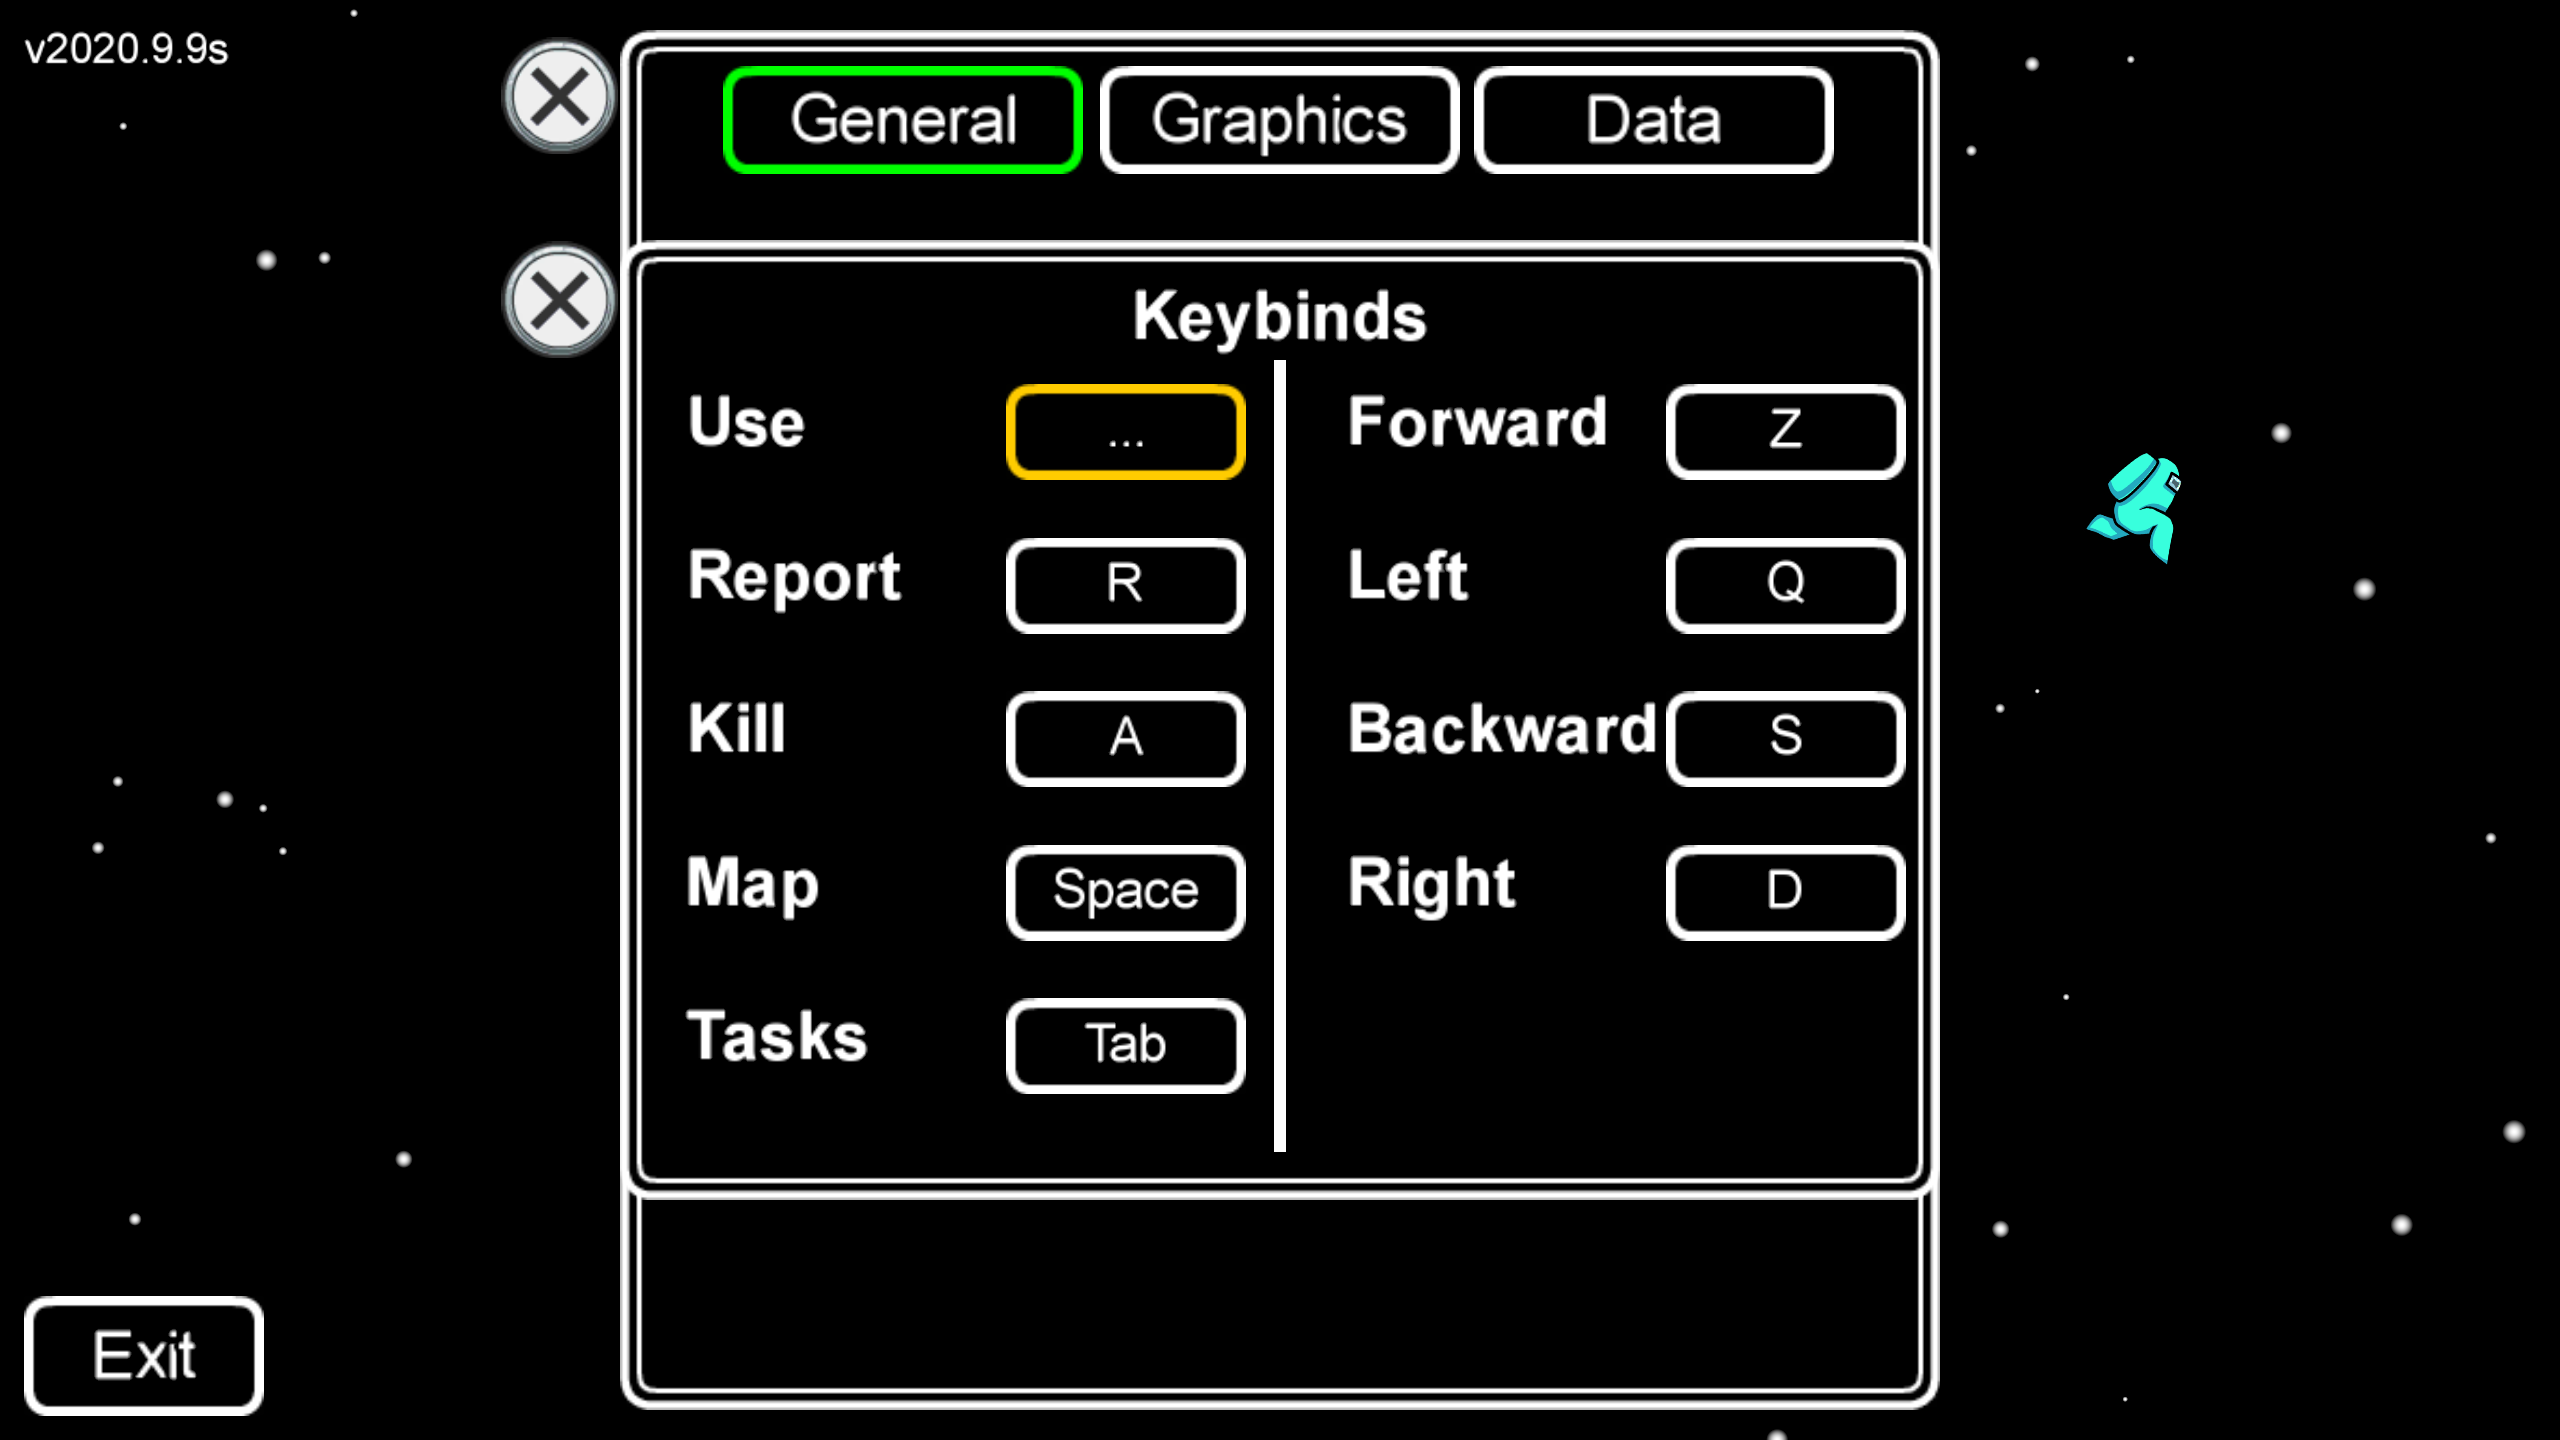 v2020.9.9s
General
Graphics
Data
Keybinds
Use
...
Forward
Z
Report
R
Left
Q
Kill
A
Backward
S
Map
Space
Right
D
Tasks
Tab
Exit